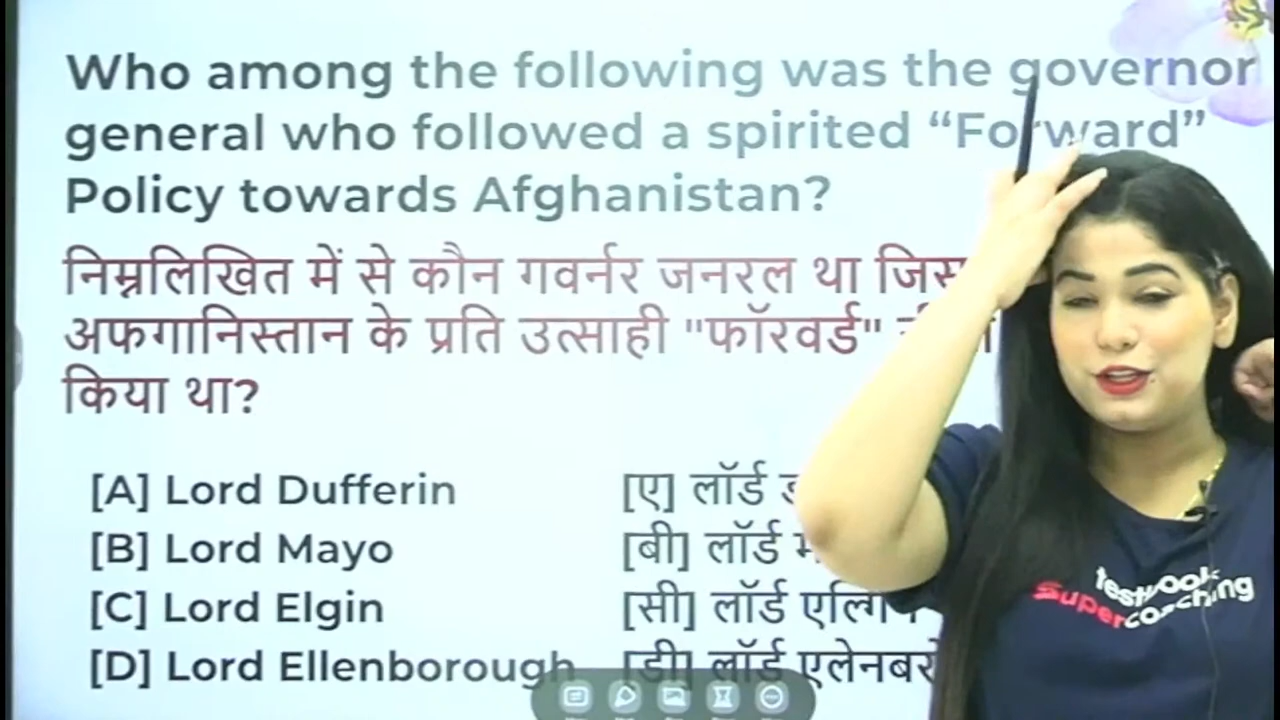 Who among the following was the governor
general who followed a spirited “Forward”
Policy towards Afghanistan?
निम्नलिखित में से कौन गवर्नर जनरल था
अफगानिस्तान के प्रति उत्साही "फॉरवर्ड"
किया था?
[A] Lord Dufferin
[ए] लॉर्ड
[B] Lord Mayo
[बी] लॉर्ड
[C] Lord Elgin
[सी] लॉर्ड
[D] Lord Ellenborough
[डी] लॉर्ड
testbook
Supercoaching